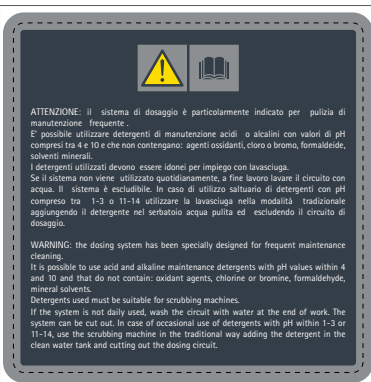 ATTENZIONE: il sistema di dosaggio è particolarmente indicato per pulizia di
manutenzione frequente .
E' possibile utilizzare detergenti di manutenzione acidi o alcalini con valori di pH
compresi tra 4 e 10 e che non contengano: agenti ossidanti, cloro o bromo, formaldeide,
solventi minerali.
I detergenti utilizzati devono essere idonei per impiego con lavasciuga.
Se il sistema non viene utilizzato quotidianamente, a fine lavoro lavare il circuito con
acqua. Il sistema è escludibile. In caso di utilizzo saltuario di detergenti con pH
compreso tra 1-3 o 11-14 utilizzare la lavasciuga nella modalità tradizionale
aggiungendo il detergente nel serbatoio acqua pulita ed escludendo il circuito di
dosaggio.
WARNING: the dosing system has been specially designed for frequent maintenance
cleaning.
It is possible to use acid and alkaline maintenance detergents with pH values within 4
and 10 and that do not contain: oxidant agents, chlorine or bromine, formaldehyde,
mineral solvents.
Detergents used must be suitable for scrubbing machines.
If the system is not daily used, wash the circuit with water at the end of work. The
system can be cut out. In case of occasional use of detergents with pH within 1-3 or
11-14, use the scrubbing machine in the traditional way adding the detergent in the
clean water tank and cutting out the dosing circuit.